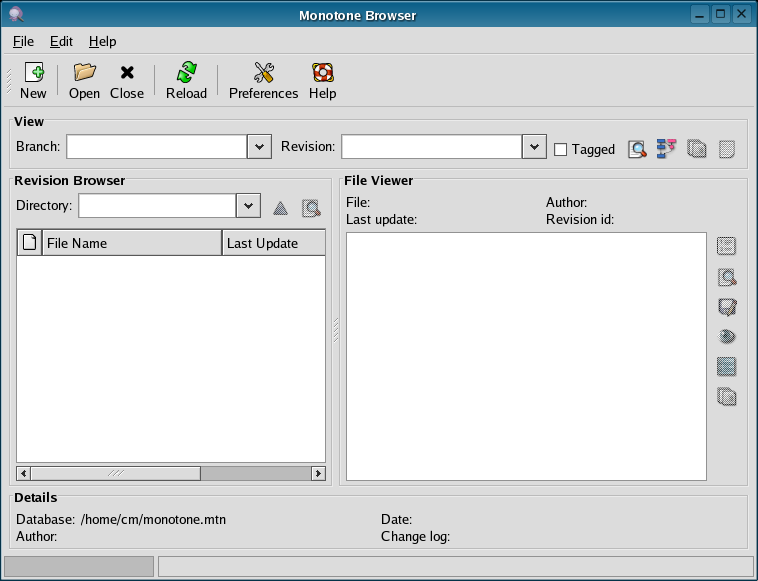 Monotone Browser
File Edit Help
New Open Close Reload Preferences Help
View
Branch: Revision: Tagged
Revision Browser
Directory:
File Name Last Update
File Viewer
File: Author:
Last update: Revision id:
Details
Database: /home/cm/monotone.mtn Date:
Author: Change log: